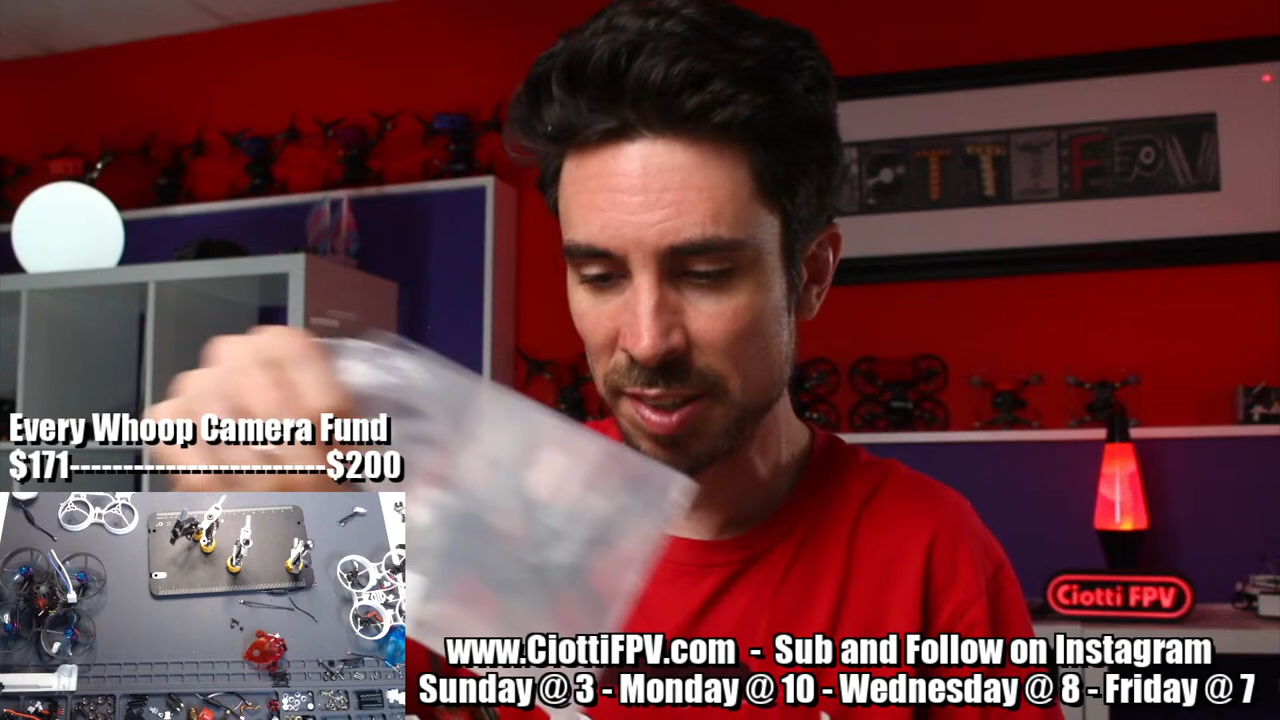 TTIFPV
Every Whoop Camera Fund
$171------------------------$200
Ciotti FPV
www.CiottiFPV.com - Sub and Follow on Instagram
Sunday @ 3 - Monday @ 10 - Wednesday @ 8 - Friday @ 7